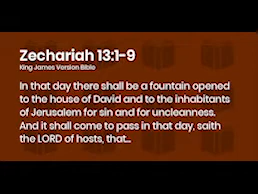 Zechariah 13:1-9
King James Version Bible
In that day there shall be a fountain opened
to the house of David and to the inhabitants
of Jerusalem for sin and for uncleanness.
And it shall come to pass in that day, saith
the LORD of hosts, that...